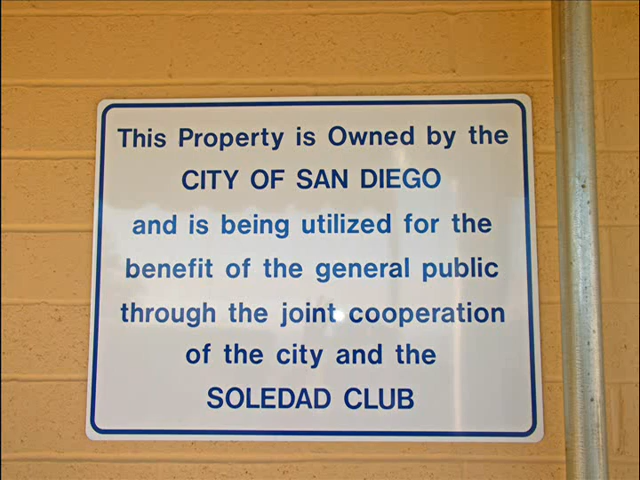 This Property is Owned by the
CITY OF SAN DIEGO
and is being utilized for the
benefit of the general public
through the joint cooperation
of the city and the
SOLEDAD CLUB